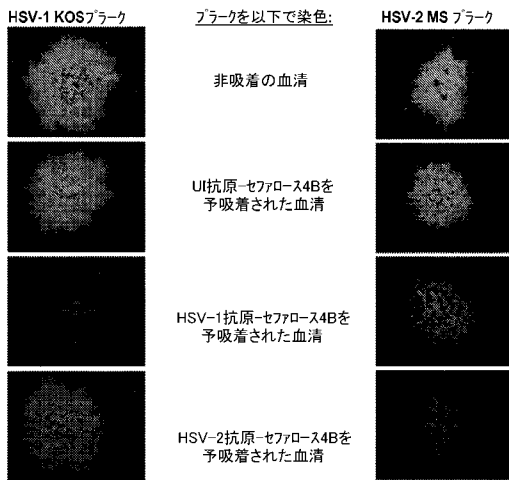 HSV-1 KOSプラーク
プラークを以下で染色:
HSV-2 MS プラーク
非吸着の血清
UI抗原-セファロース4Bを
予吸着された血清
HSV-1抗原-セファロース4Bを
予吸着された血清
HSV-2抗原-セファロース4Bを
予吸着された血清